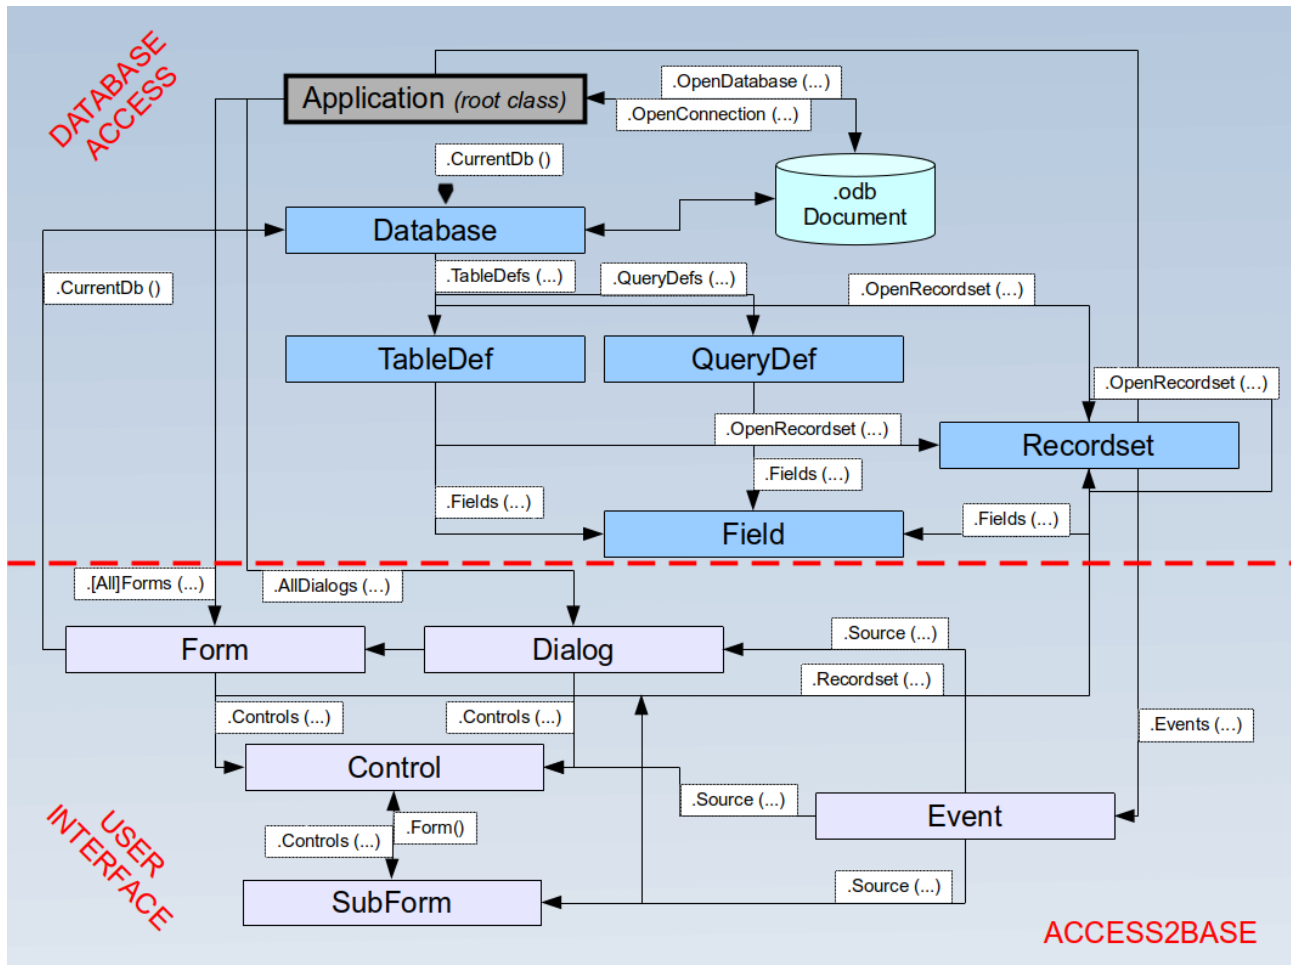 DATABASE
ACCESS
Application (root class)
.OpenDatabase (...)
.OpenConnection (...)
.CurrentDb ()
.odb
Document
Database
.CurrentDb ()
.TableDefs (...)
.QueryDefs (...)
.OpenRecordset (...)
TableDef
QueryDef
.OpenRecordset (...)
.OpenRecordset (...)
Recordset
.Fields (...)
.Fields (...)
.Fields (...)
Field
.[All]Forms (...)
.AllDialogs (...)
Form
Dialog
.Source (...)
.Recordset (...)
.Controls (...)
.Controls (...)
.Events (...)
Control
.Source (...)
Event
.Form()
.Controls (...)
SubForm
.Source (...)
USER
INTERFACE
ACCESS2BASE